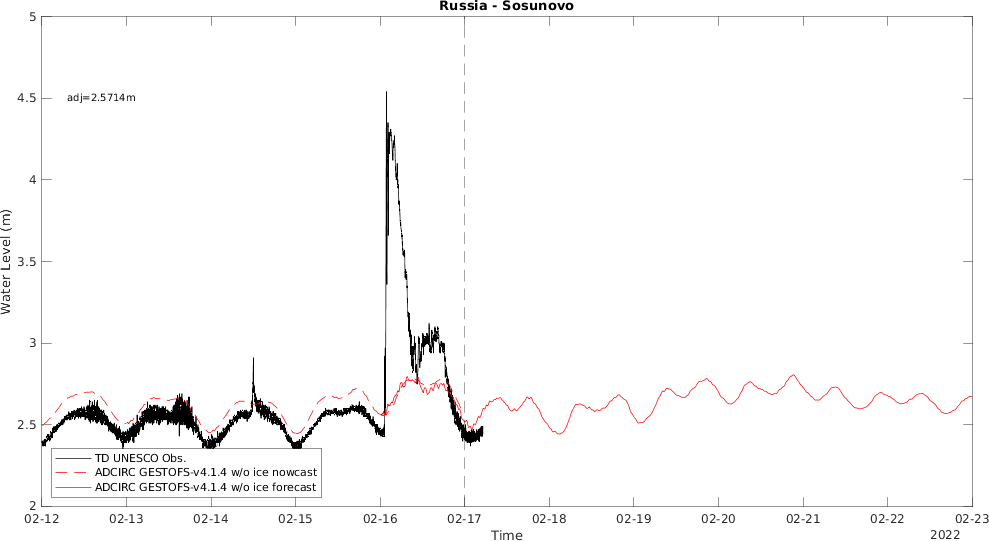 Russia - Sosunovo
5
4.5
4
3.5
3
2.5
2
Water Level (m)
adj=2.5714m
TD UNESCO Obs.
ADCIRC GESTOFS-v4.1.4 w/o ice nowcast
ADCIRC GESTOFS-v4.1.4 w/o ice forecast
02-12 02-13 02-14 02-15 02-16 02-17 02-18 02-19 02-20 02-21 02-22 02-23
Time
2022